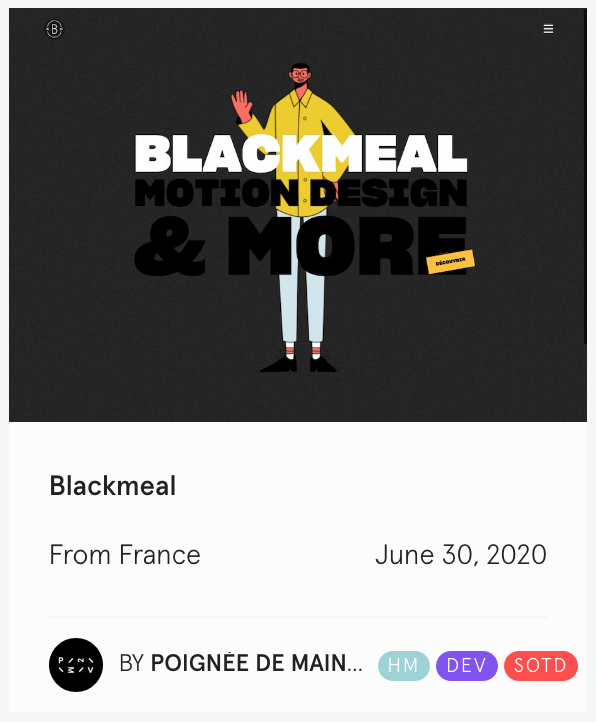 B
BLACKMEAL
MOTION DESIGN
& MORE
DÉCOUVRIR
Blackmeal
From France
June 30, 2020
BY POIGNÉE DE MAIN...
HM
DEV
SOTD